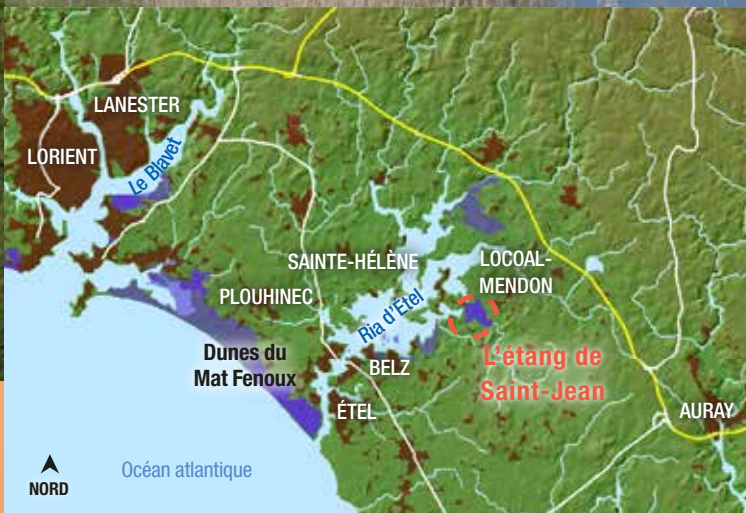 LANESTER
LORIENT
Le Blavet
SAINTE-HÉLÈNE
LOCOAL-
MENDON
PLOUHINEC
Ria d'Étel
Dunes du
Mat Fenoux
BELZ
L'étang de
Saint-Jean
ÉTEL
AURAY
Océan atlantique
NORD